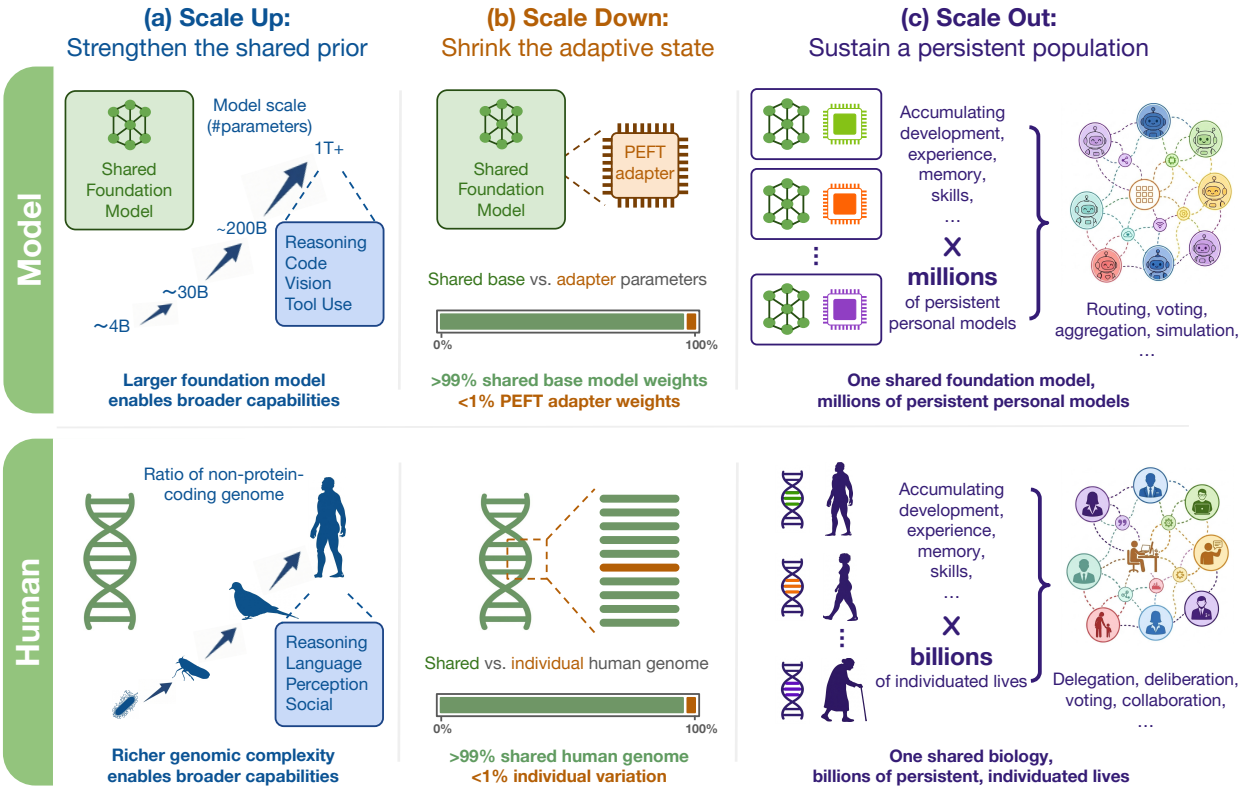 (a) Scale Up:
Strengthen the shared prior
(b) Scale Down:
Shrink the adaptive state
(c) Scale Out:
Sustain a persistent population
Model
Shared
Foundation
Model
Model scale
(#parameters)
1T+
~200B
~30B
~4B
Reasoning
Code
Vision
Tool Use
Larger foundation model
enables broader capabilities
Shared
Foundation
Model
PEFT
adapter
Shared base vs. adapter parameters
0%
100%
>99% shared base model weights
<1% PEFT adapter weights
Accumulating
development,
experience,
memory,
skills,
...
X
millions
of persistent
personal models
Routing, voting,
aggregation, simulation,
...
One shared foundation model,
millions of persistent personal models
Human
Ratio of non-protein-
coding genome
Reasoning
Language
Perception
Social
Richer genomic complexity
enables broader capabilities
Shared vs. individual human genome
0%
100%
>99% shared human genome
<1% individual variation
Accumulating
development,
experience,
memory,
skills,
...
X
billions
of individuated lives
Delegation, deliberation,
voting, collaboration,
...
One shared biology,
billions of persistent, individuated lives